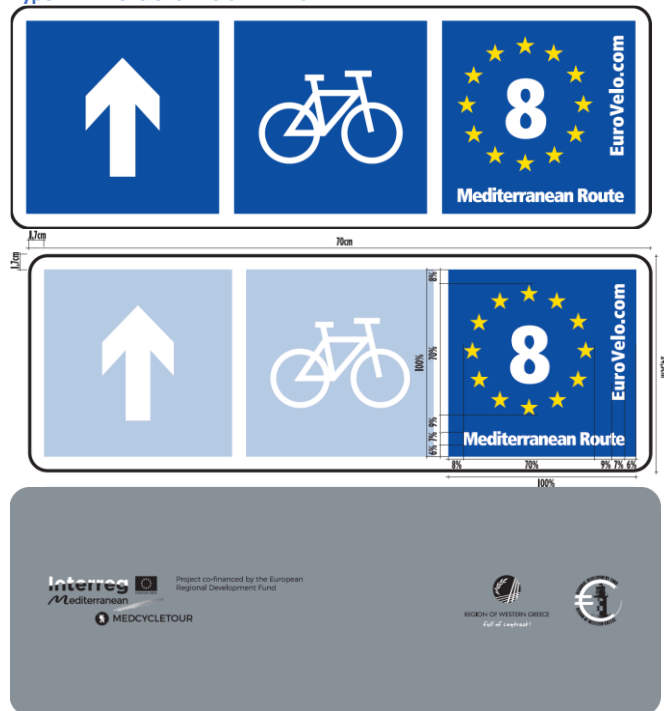 8
EuroVelo.com
Mediterranean Route
1,7cm
70cm
1,7cm
8%
70%
100%
9%
7%
6%
8
EuroVelo.com
Mediterranean Route
8%
70%
9%
7%
6%
100%
Interreg
Mediterranean
Project co-financed by the European
Regional Development Fund
MEDCYCLETOUR
REGION OF WESTERN GREECE
full of contrast!